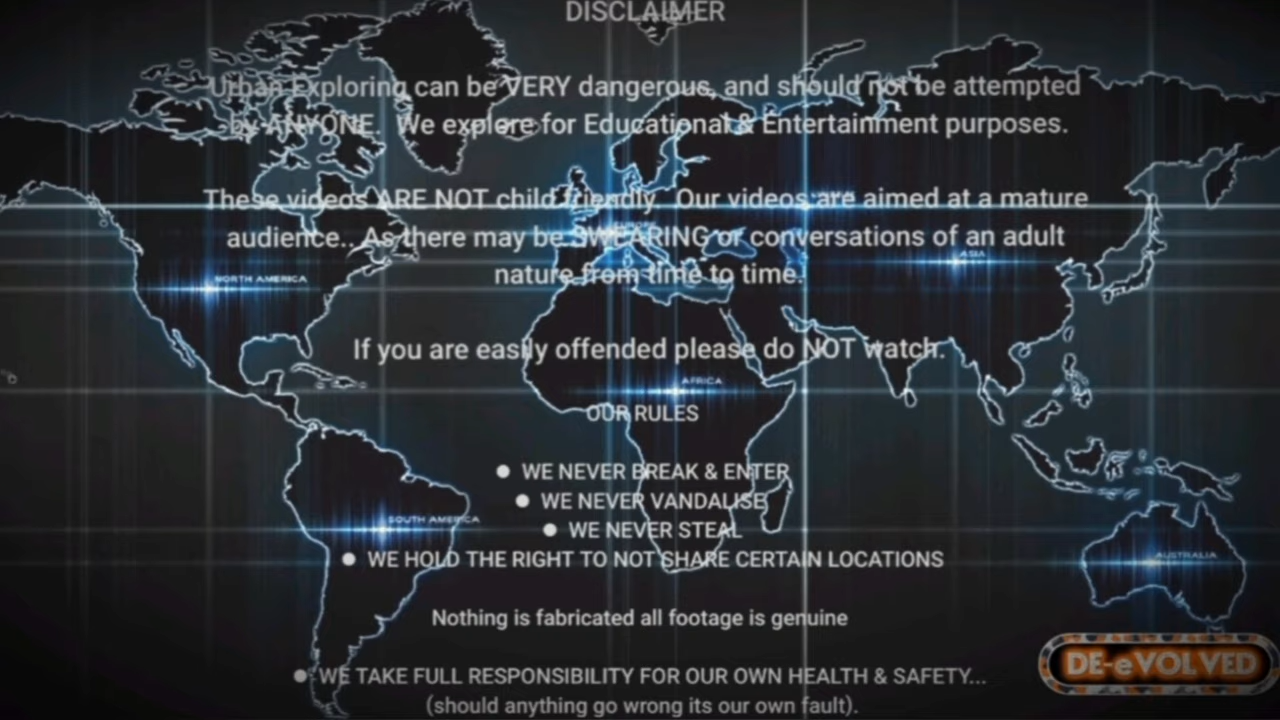 DISCLAIMER
Urban Exploring can be VERY dangerous, and should not be attempted
by ANYONE. We explore for Educational & Entertainment purposes.
These videos ARE NOT child friendly. Our videos are aimed at a mature
audience.. As there may be SWEARING or conversations of an adult
nature from time to time.
If you are easily offended please do NOT watch.
OUR RULES
● WE NEVER BREAK & ENTER
● WE NEVER VANDALISE
● WE NEVER STEAL
● WE HOLD THE RIGHT TO NOT SHARE CERTAIN LOCATIONS
Nothing is fabricated all footage is genuine
● WE TAKE FULL RESPONSIBILITY FOR OUR OWN HEALTH & SAFETY...
(should anything go wrong its our own fault).
NORTH AMERICA
ASIA
AFRICA
SOUTH AMERICA
AUSTRALIA
DE-eVOLVED